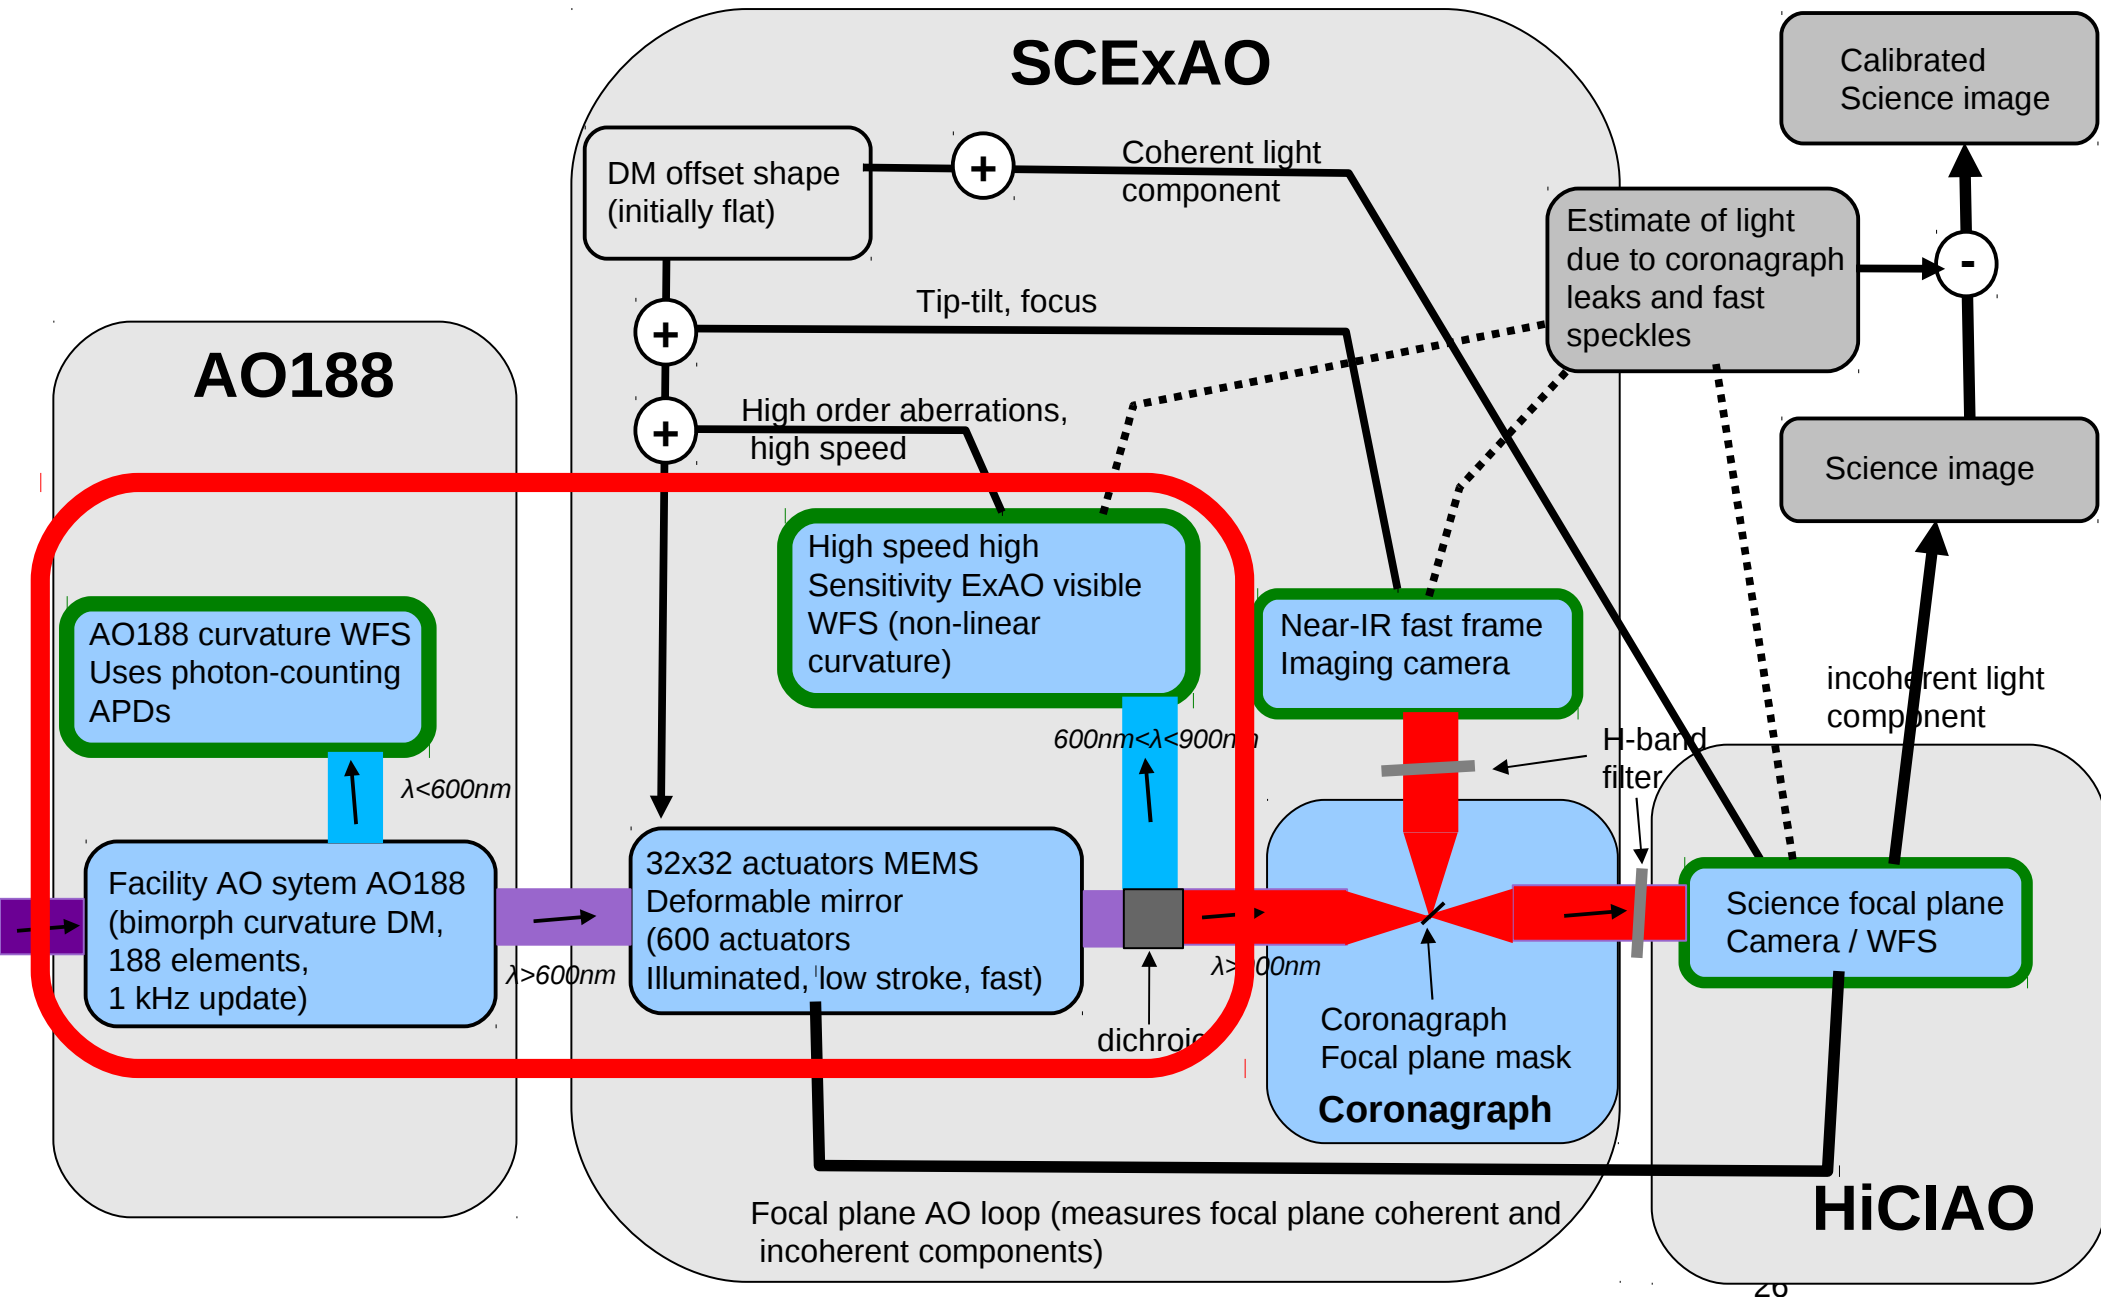 SCExAO
Calibrated
Science image
DM offset shape
(initially flat)
+
Coherent light
component
Estimate of light
due to coronagraph
leaks and fast
speckles
-
Tip-tilt, focus
+
AO188
High order aberrations,
high speed
+
Science image
High speed high
Sensitivity ExAO visible
WFS (non-linear
curvature)
AO188 curvature WFS
Uses photon-counting
APDs
Near-IR fast frame
Imaging camera
incoherent light
component
600nm<λ<900nm
H-band
filter
λ<600nm
Facility AO sytem AO188
(bimorph curvature DM,
188 elements,
1 kHz update)
λ>600nm
32x32 actuators MEMS
Deformable mirror
(600 actuators
Illuminated, low stroke, fast)
λ>900nm
dichroic
Science focal plane
Camera / WFS
Coronagraph
Focal plane mask
Coronagraph
HiCIAO
Focal plane AO loop (measures focal plane coherent and
incoherent components)
26